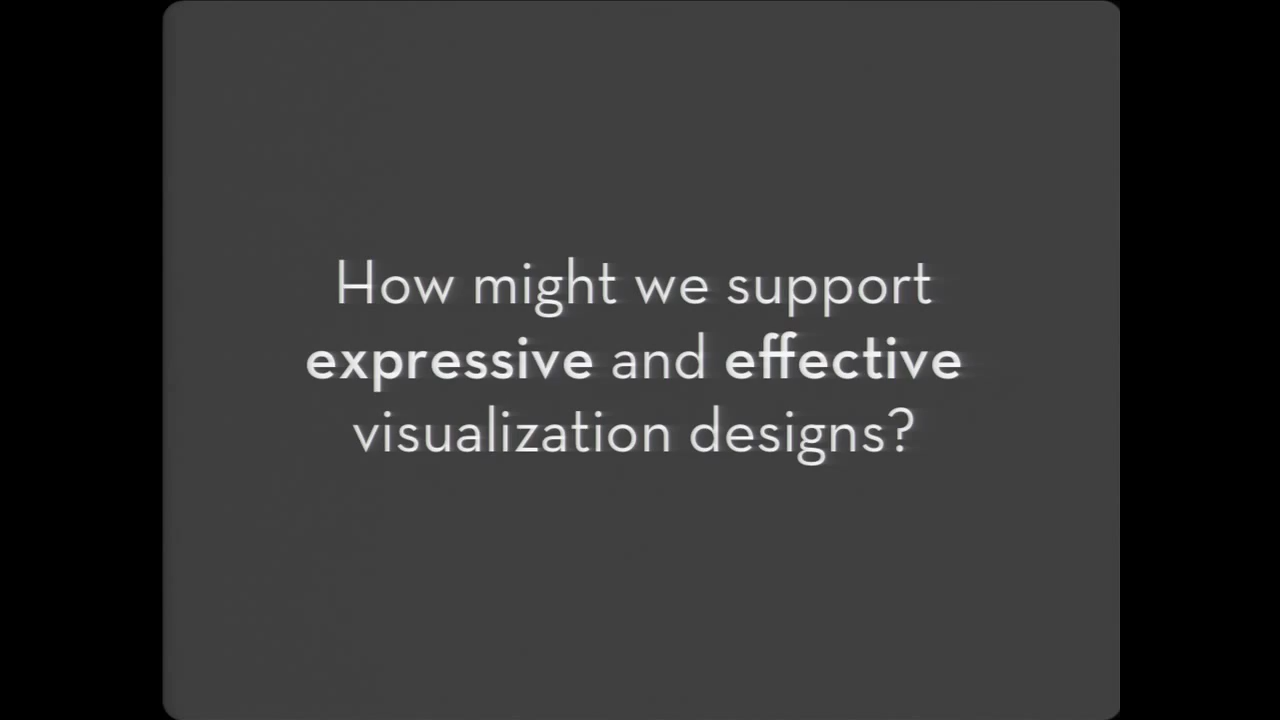 How might we support
expressive and effective
visualization designs?